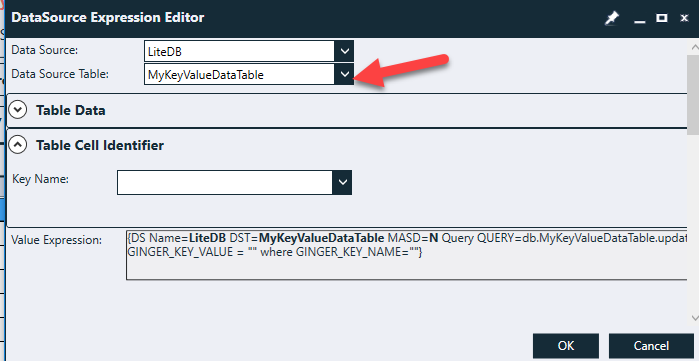 DataSource Expression Editor
Data Source:
LiteDB
Data Source Table:
MyKeyValueDataTable
Table Data
Table Cell Identifier
Key Name:
Value Expression:
{DS Name=LiteDB DST=MyKeyValueDataTable MASD=N Query QUERY=db.MyKeyValueDataTable.updat
GINGER_KEY_VALUE = "" where GINGER_KEY_NAME=""}
OK
Cancel